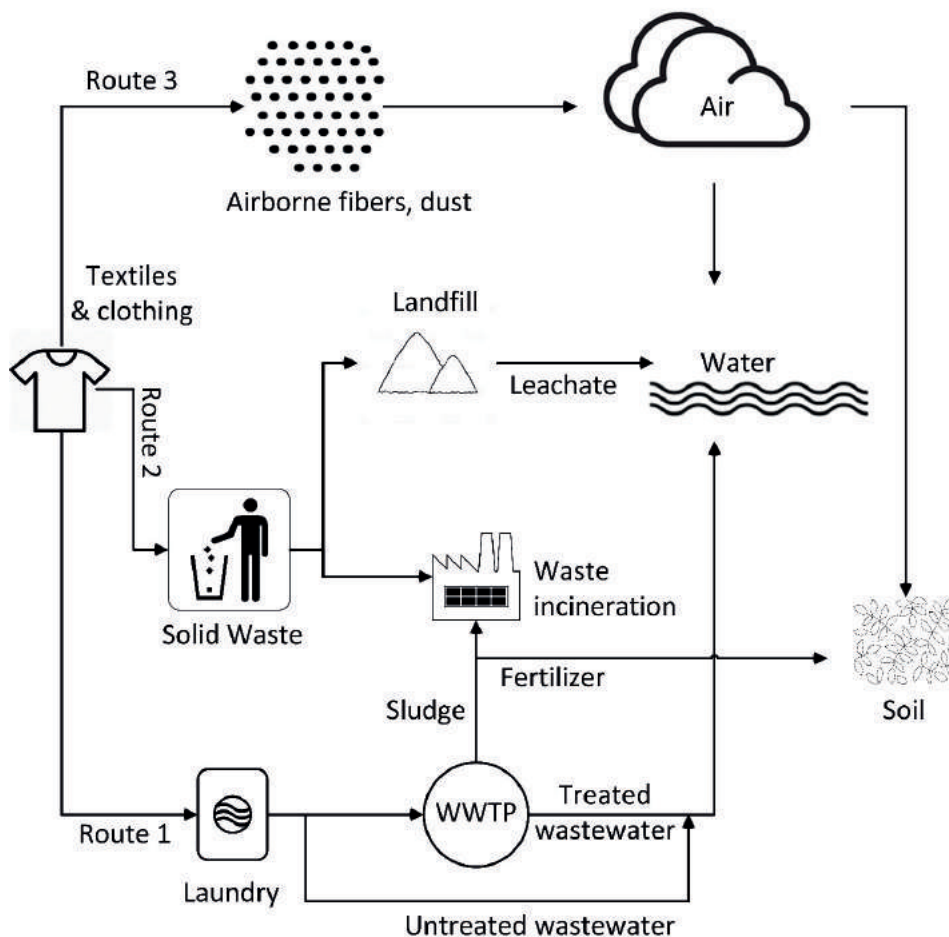 Route 3
Air
Airborne fibers, dust
Textiles
& clothing
Landfill
Water
Leachate
Route 2
Waste
incineration
Solid Waste
Fertilizer
Sludge
Soil
WWTP
Treated
wastewater
Route 1
Laundry
Untreated wastewater